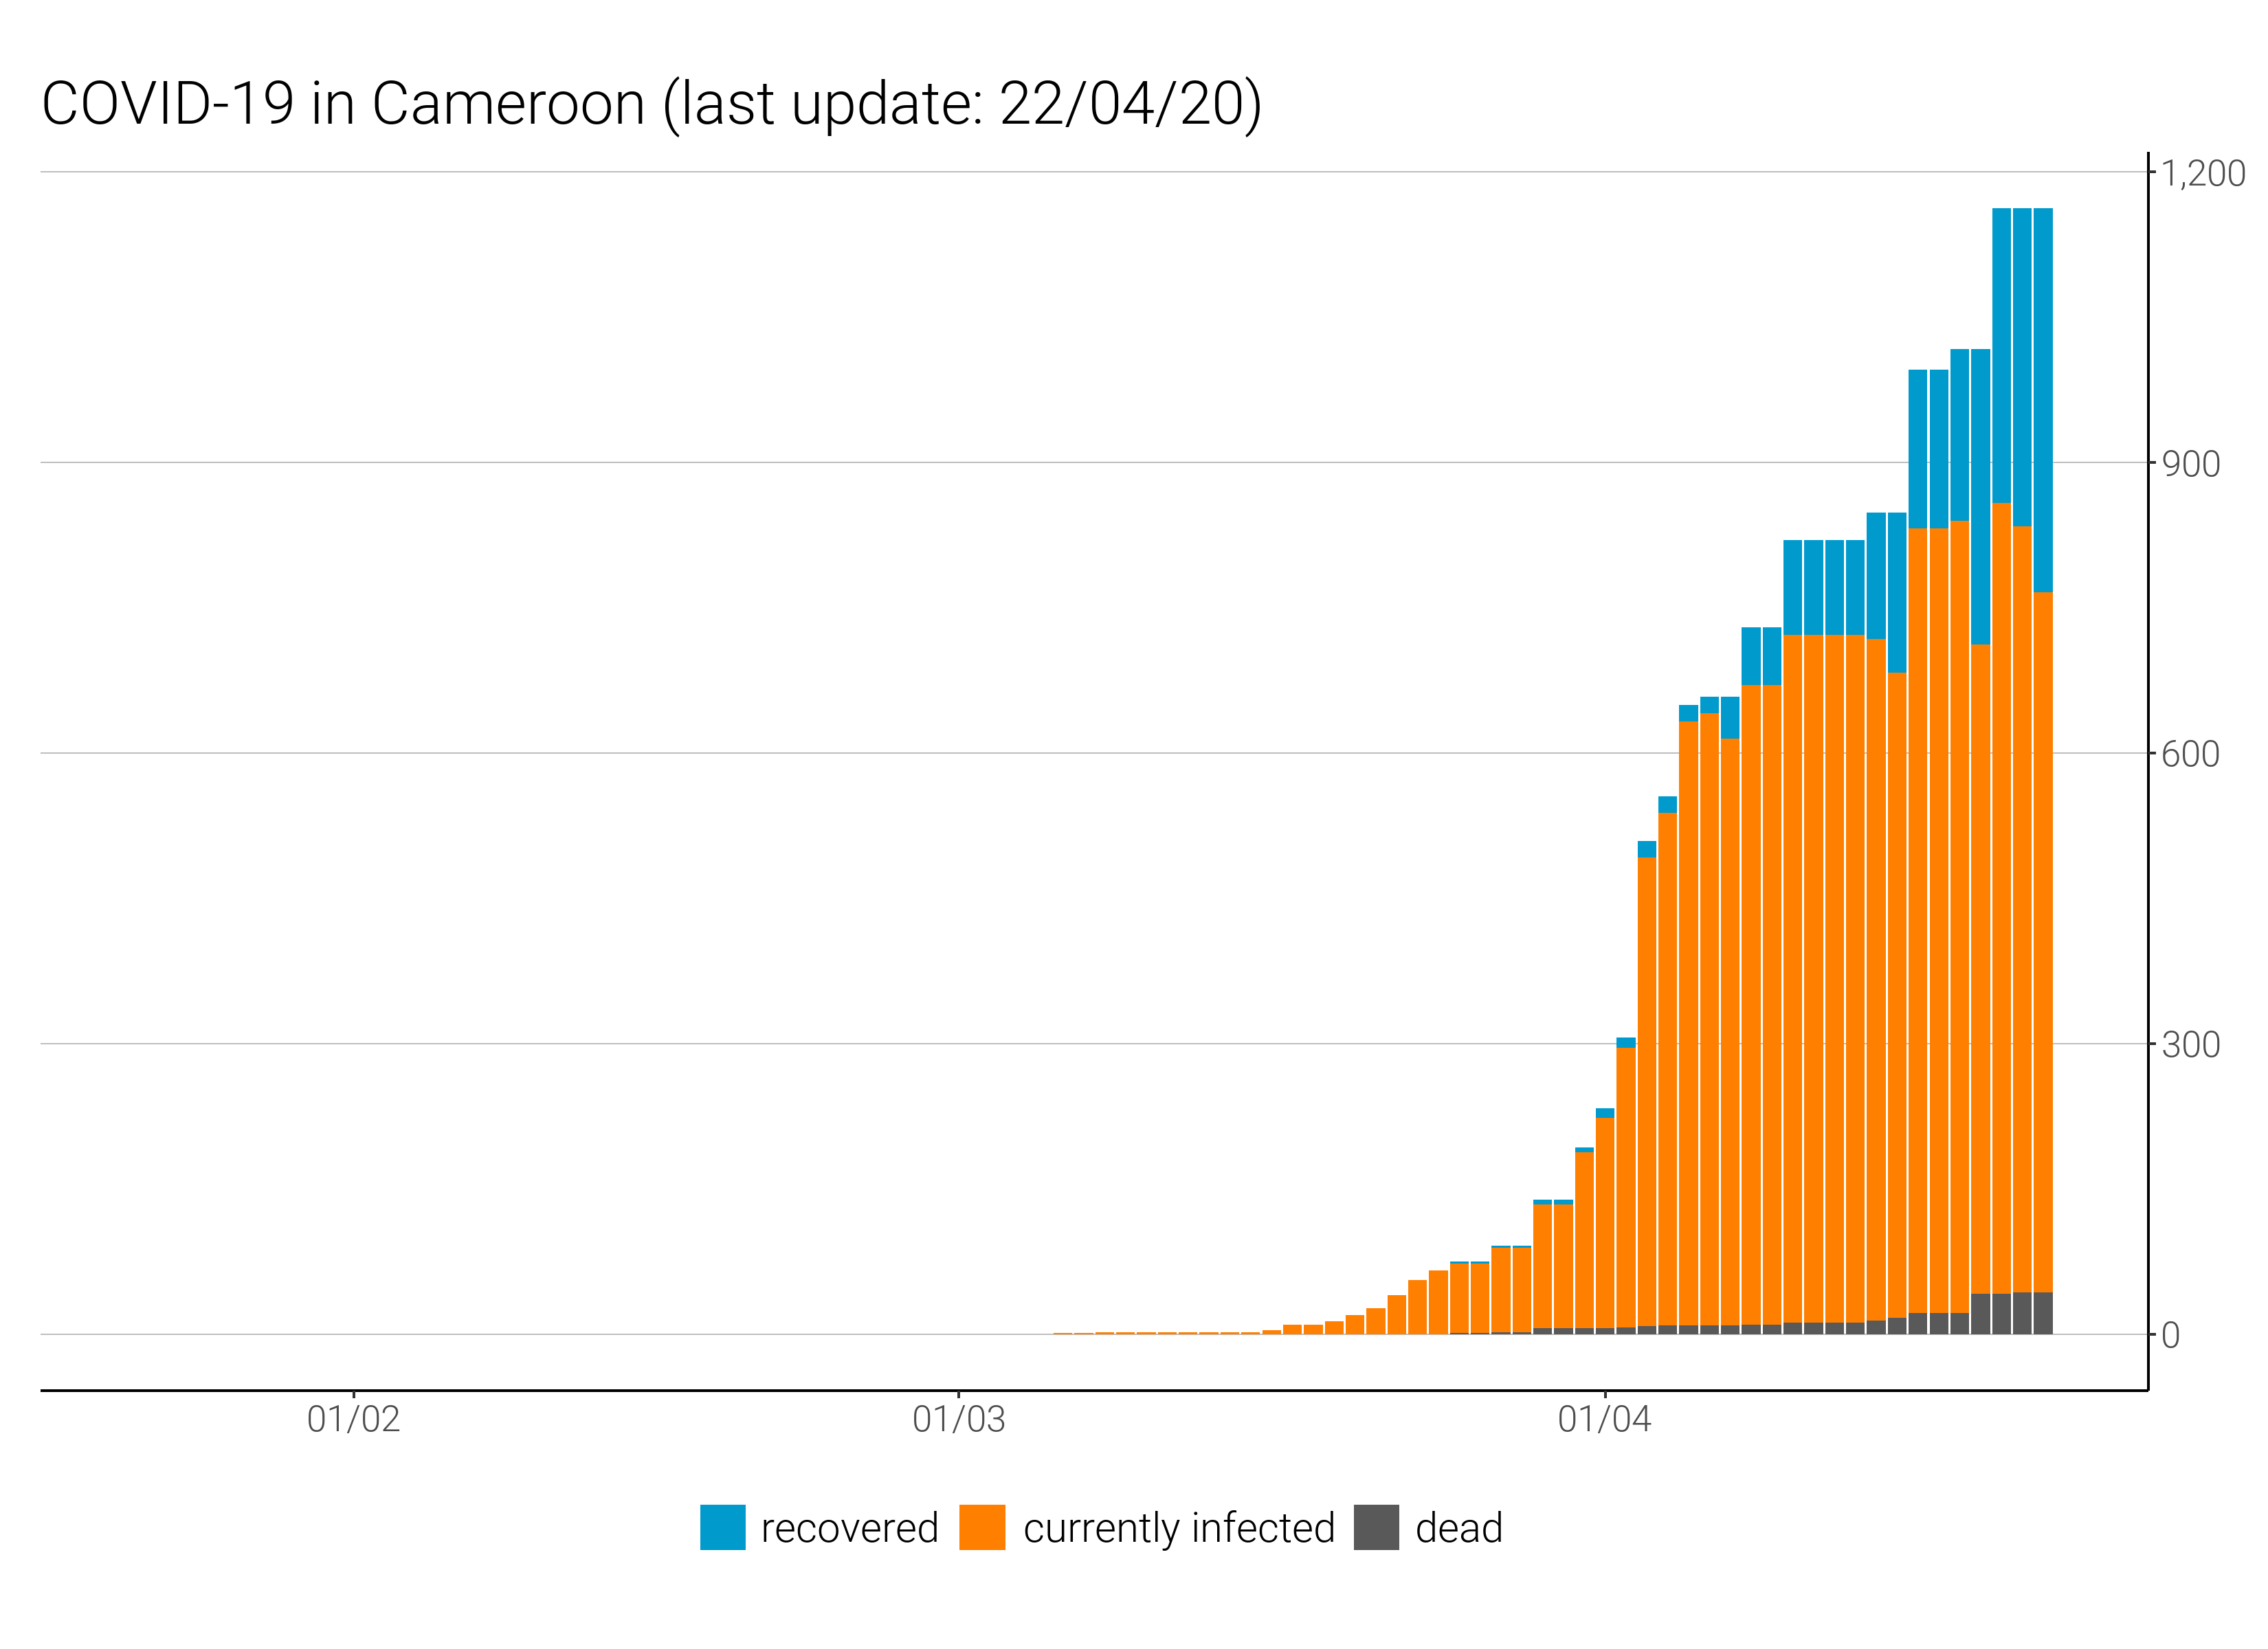 COVID-19 in Cameroon (last update: 22/04/20)
1,200
900
600
300
0
01/02 01/03 01/04
recovered currently infected dead